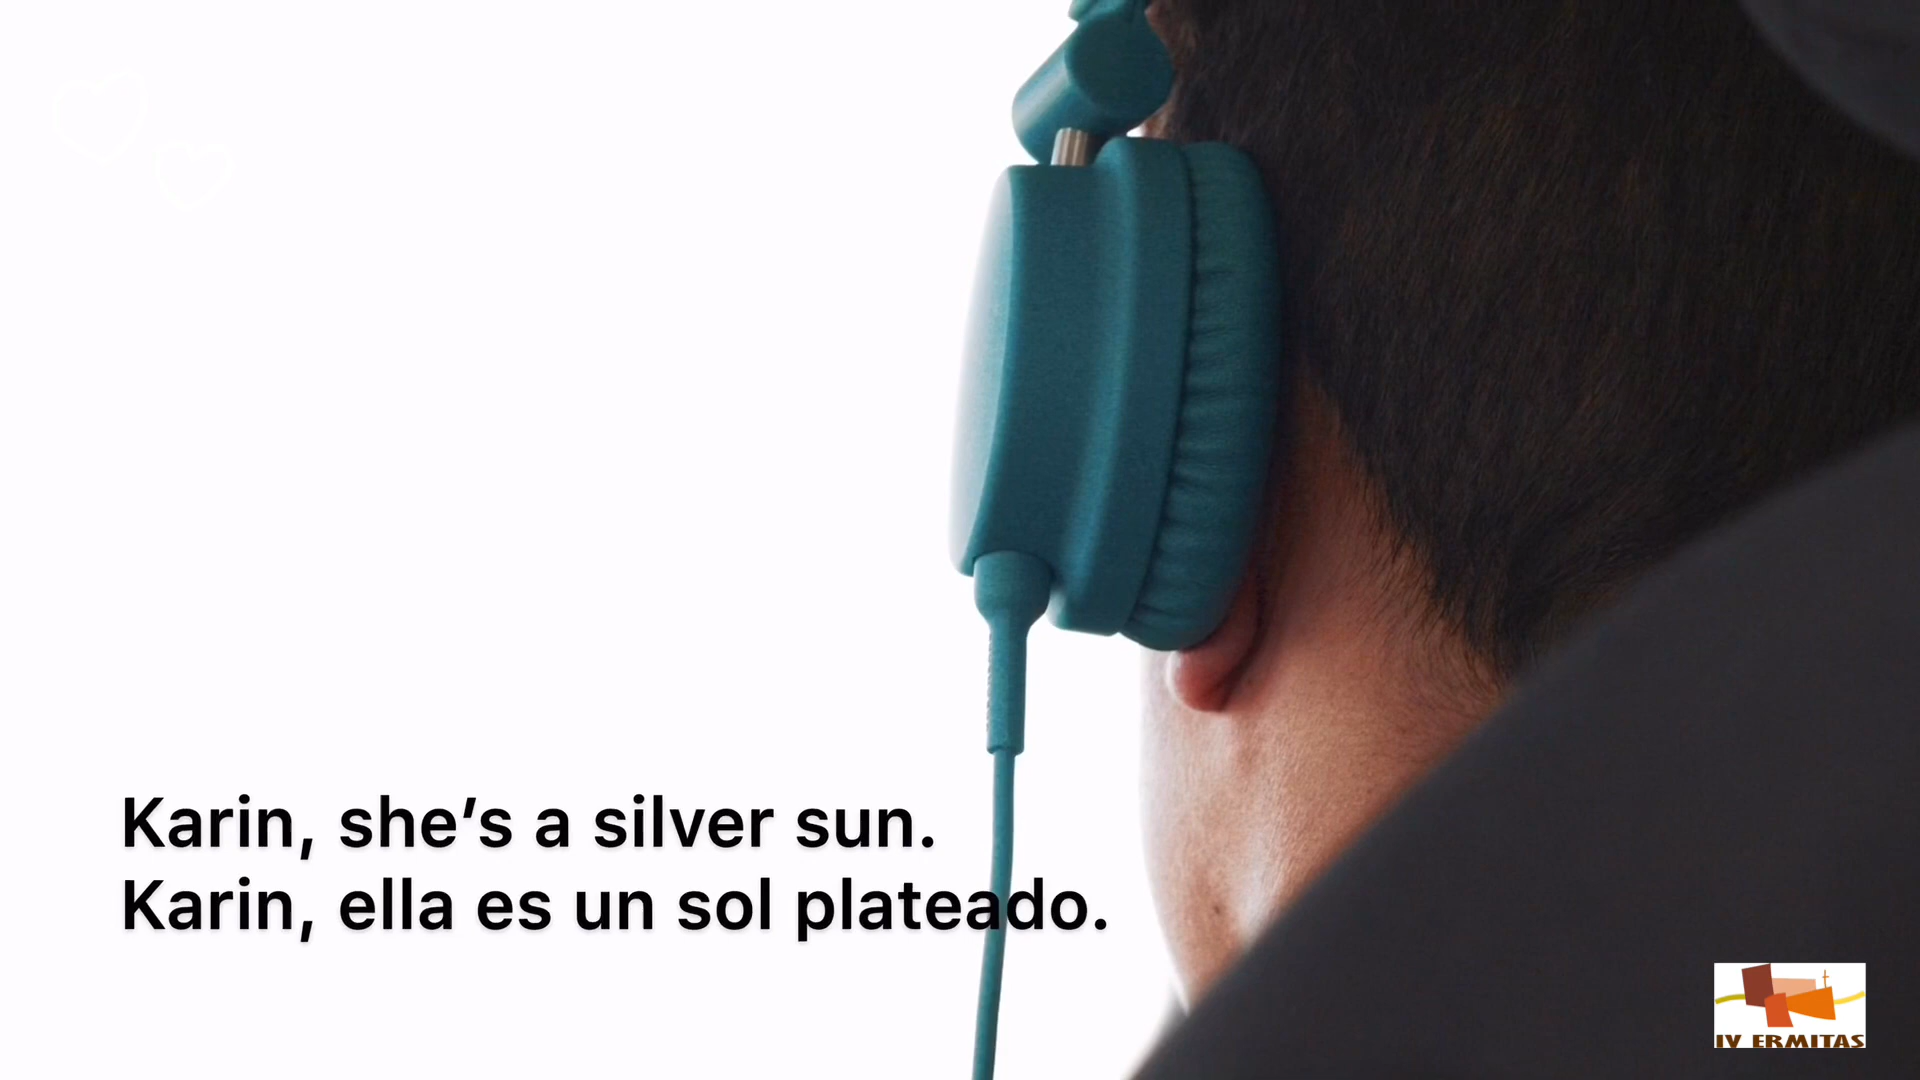 Karin, she’s a silver sun.
Karin, ella es un sol plateado.
IV ERMITAS